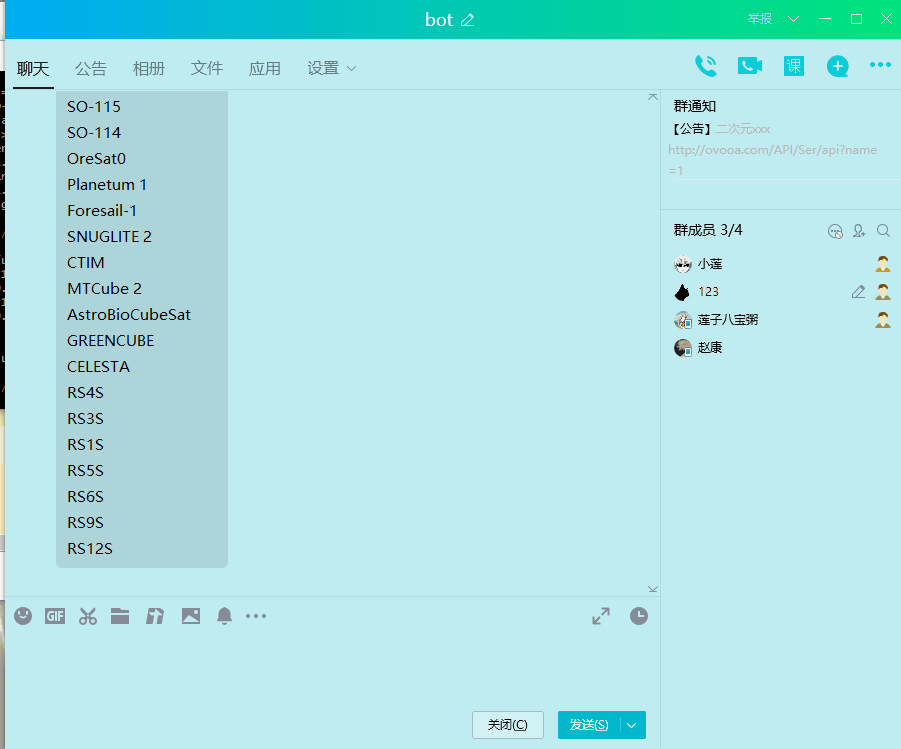 bot
举报
聊天
公告
相册
文件
应用
设置
课
SO-115
SO-114
OreSat0
Planetum 1
Foresail-1
SNUGLITE 2
CTIM
MTCube 2
AstroBioCubeSat
GREENCUBE
CELESTA
RS4S
RS3S
RS1S
RS5S
RS6S
RS9S
RS12S
群通知
【公告】二次元xxx
http://ovooa.com/API/Ser/api?name
=1
群成员 3/4
小莲
123
莲子八宝粥
赵康
GIF
关闭(C)
发送(S)